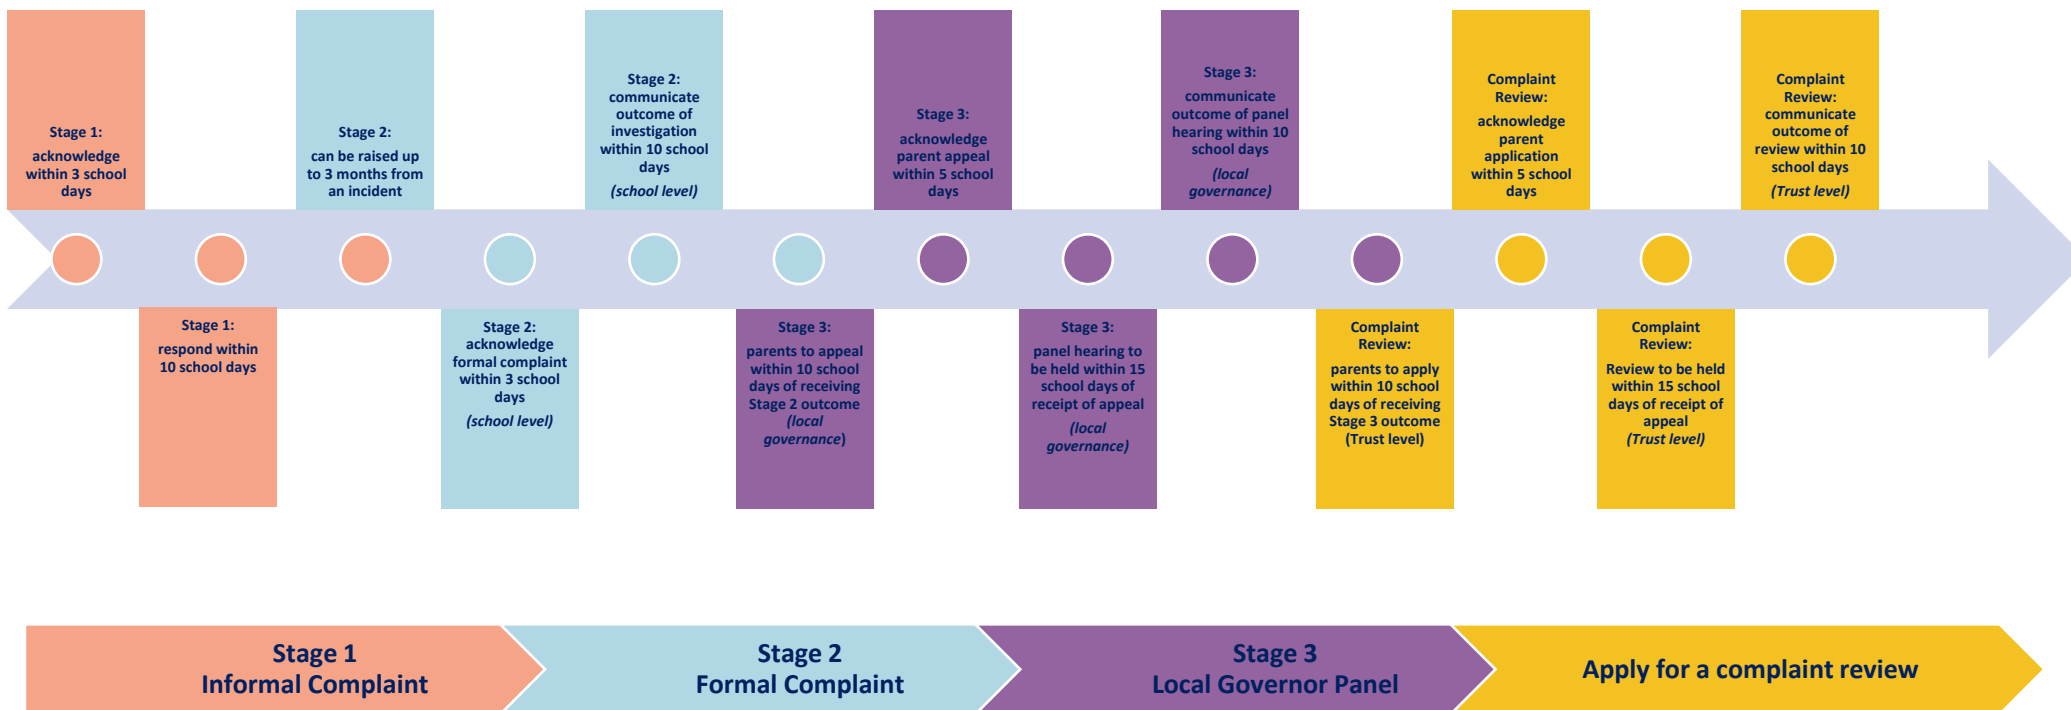 Stage 1:
acknowledge
within 3 school
days
Stage 1:
respond within
10 school days
Stage 2:
can be raised up
to 3 months from
an incident
Stage 2:
acknowledge
formal complaint
within 3 school
days
(school level)
Stage 2:
communicate
outcome of
investigation
within 10 school
days
(school level)
Stage 3:
parents to appeal
within 10 school
days of receiving
Stage 2 outcome
(local
governance)
Stage 3:
acknowledge
parent appeal
within 5 school
days
Stage 3:
panel hearing to
be held within 15
school days of
receipt of appeal
(local
governance)
Stage 3:
communicate
outcome of panel
hearing within 10
school days
(local
governance)
Complaint
Review:
parents to apply
within 10 school
days of receiving
Stage 3 outcome
(Trust level)
Complaint
Review:
acknowledge
parent
application
within 5 school
days
Complaint
Review:
Review to be held
within 15 school
days of receipt of
appeal
(Trust level)
Complaint
Review:
communicate
outcome of
review within 10
school days
(Trust level)
Stage 1
Informal Complaint
Stage 2
Formal Complaint
Stage 3
Local Governor Panel
Apply for a complaint review